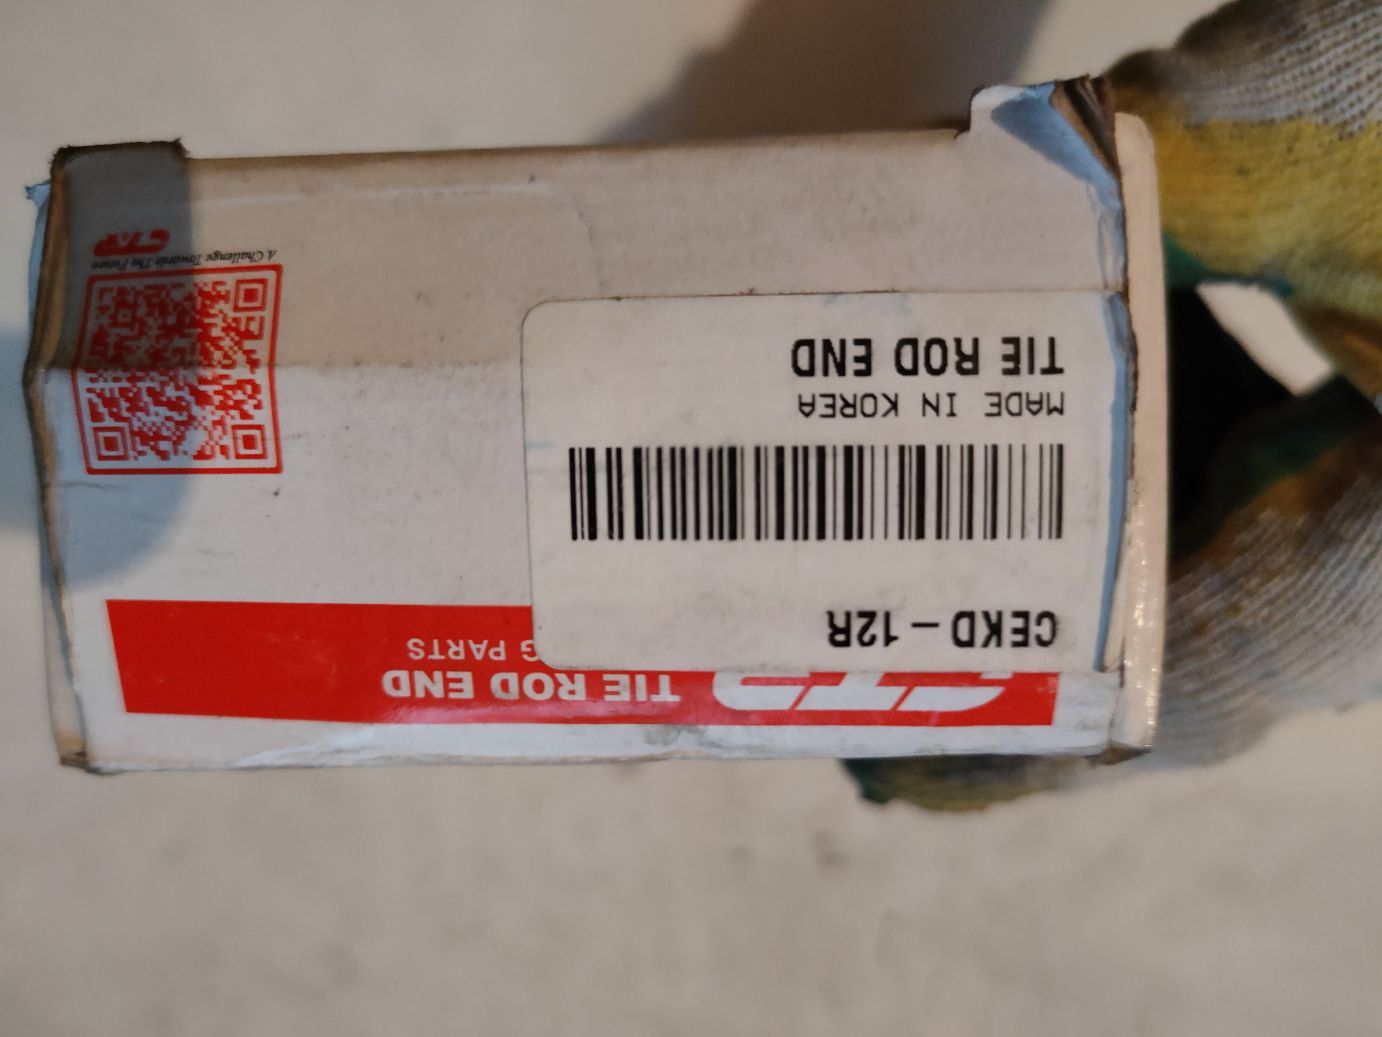 CTR
TIE ROD END
G PARTS
CEKD-12R
MADE IN KOREA
TIE ROD END
A Challenge Towards The Future
CTR